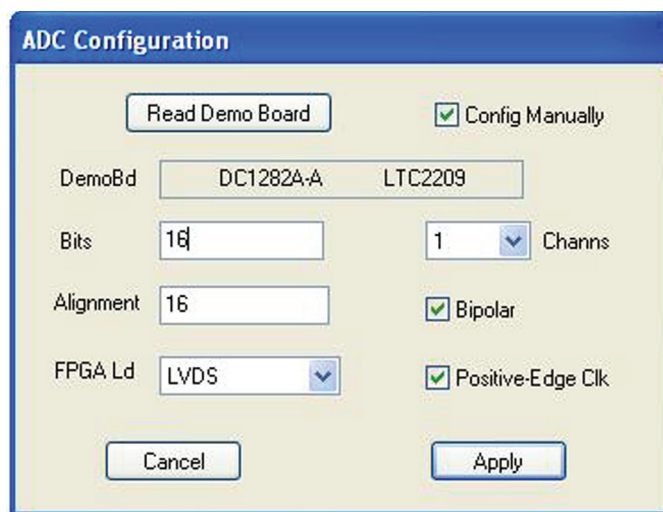 ADC Configuration
Read Demo Board
Config Manually
DemoBd DC1282A-A LTC2209
Bits 16 1 Channs
Alignment 16 Bipolar
FPGA Ld LVDS Positive-Edge Clk
Cancel Apply